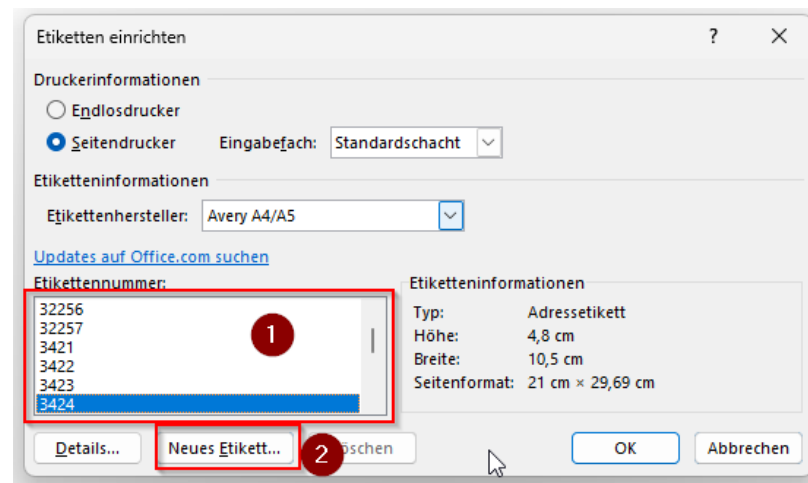 Etiketten einrichten ? ×
Druckerinformationen
Endlosdrucker
Seitendrucker Eingabefach: Standardschacht
Etiketteninformationen
Etikettenhersteller: Avery A4/A5
Updates auf Office.com suchen
Etikettennummer:
32256
32257
3421
3422
3423
3424
1
Etiketteninformationen
Typ: Adressetikett
Höhe: 4,8 cm
Breite: 10,5 cm
Seitenformat: 21 cm × 29,69 cm
Details... Neues Etikett... 2 OK Abbrechen